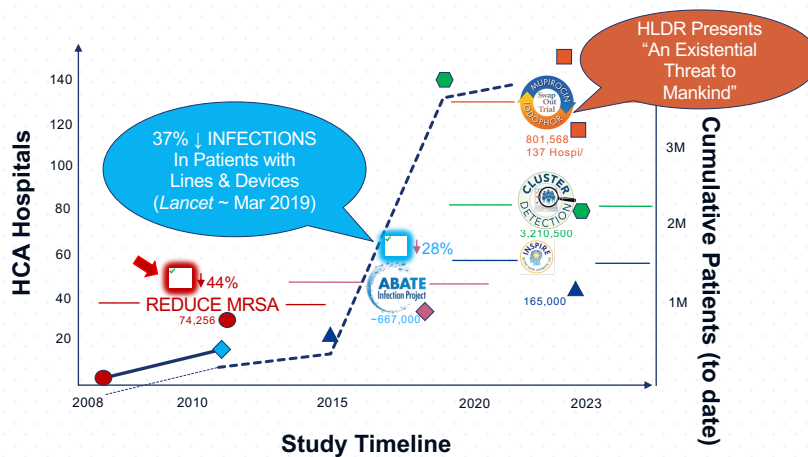 HLDR Presents
“An Existential
Threat to
Mankind”
37% ↓ INFECTIONS
In Patients with
Lines & Devices
(Lancet ~ Mar 2019)
HCA Hospitals
140
120
100
80
60
40
20
MUPIROCIN
Swap
Out
Trial
IODOPHOR
801,568
137 Hospi/
CLUSTER
DETECTION
3,210,500
INSPIRE
165,000
↓28%
ABATE
Infection Project
~667,000
↓44%
REDUCE MRSA
74,256
3M
2M
1M
Cumulative Patients (to date)
2008
2010
2015
2020
2023
Study Timeline